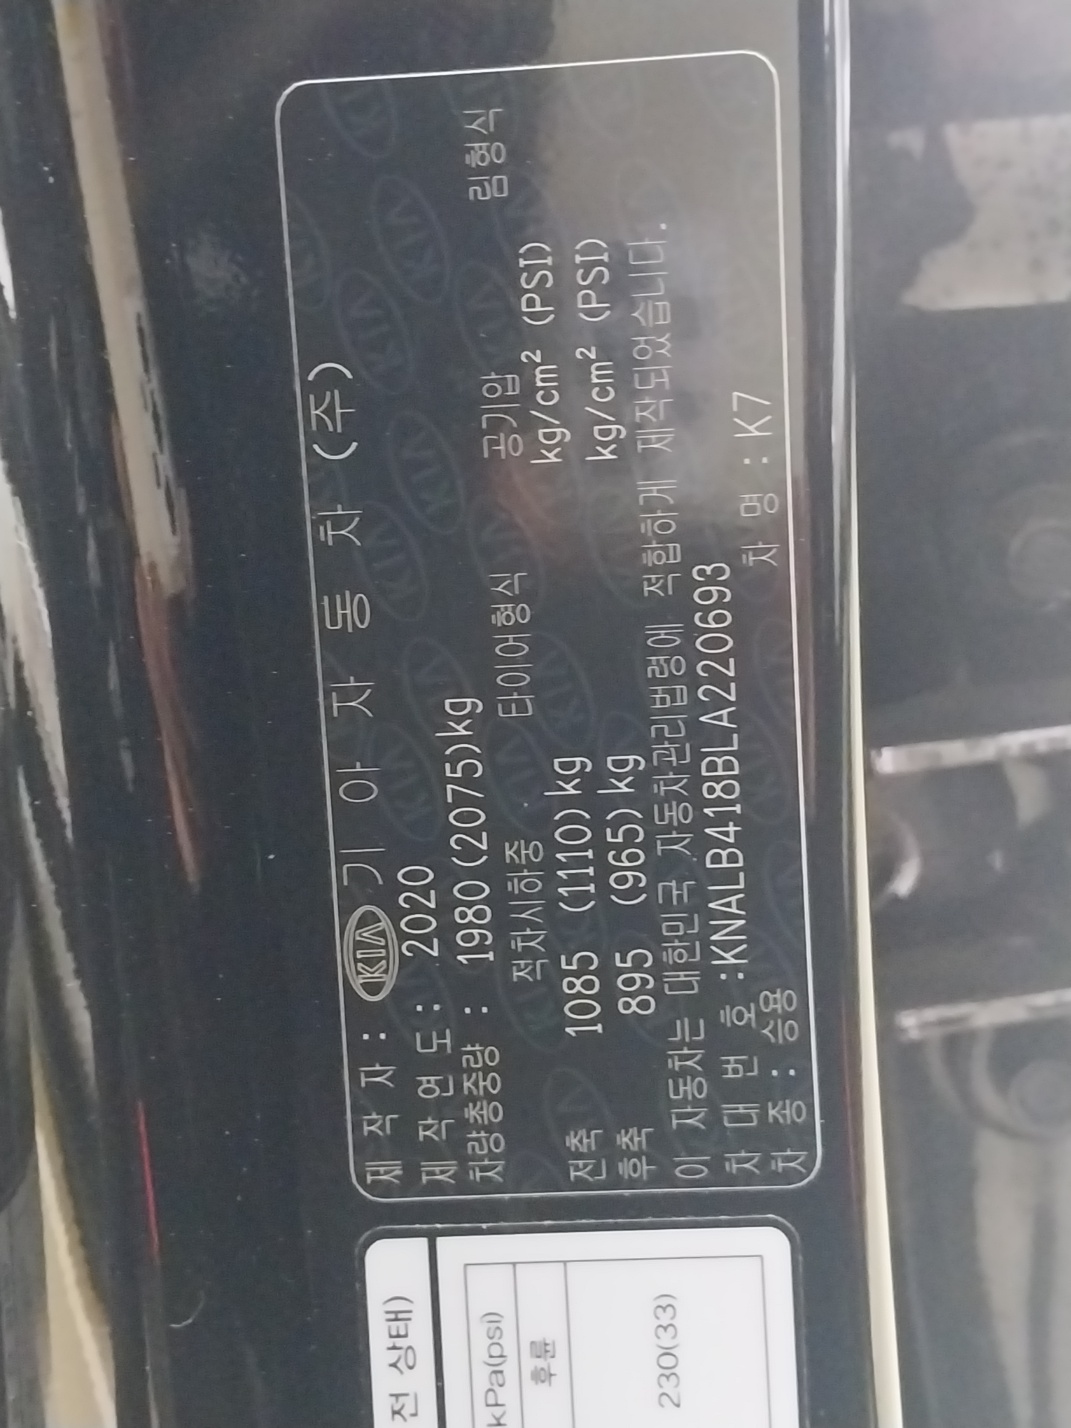 제 작 자 : KIA 기 아 자 동 차 (주)
제 작 연 도 : 2020
차량총중량 : 1980(2075)kg
적차시하중 타이어형식 공기압 림형식
전축 1085 (1110)kg kg/cm² (PSI)
후축 895 (965)kg kg/cm² (PSI)
이 자동차는 대한민국 자동차관리법령에 적합하게 제작되었습니다.
차 대 번 호 :KNALB418BLA220693
차 종 : 승용 차 명 : K7
전 상태)
kPa(psi)
후륜
230(33)